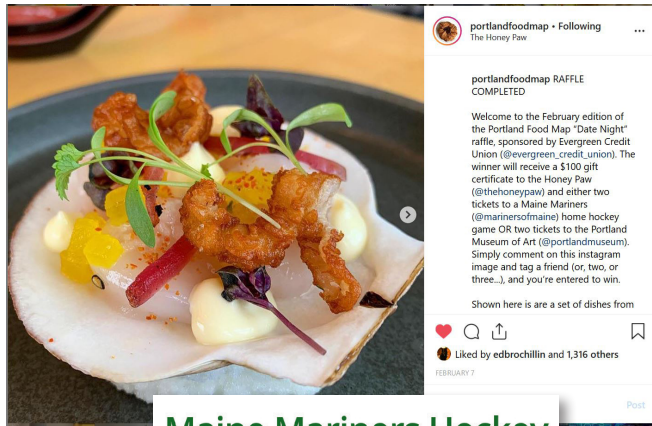 portlandfoodmap • Following
The Honey Paw
portlandfoodmap RAFFLE
COMPLETED
Welcome to the February edition of
the Portland Food Map "Date Night"
raffle, sponsored by Evergreen Credit
Union (@evergreen_credit_union). The
winner will receive a $100 gift
certificate to the Honey Paw
(@thehoneypaw) and either two
tickets to a Maine Mariners
(@marinersofmaine) home hockey
game OR two tickets to the Portland
Museum of Art (@portlandmuseum).
Simply comment on this instagram
image and tag a friend (or, two, or
three...), and you're entered to win.
Shown here is are a set of dishes from
Liked by edbrochillin and 1,316 others
FEBRUARY 7
Post
Maine Mariners Hockey